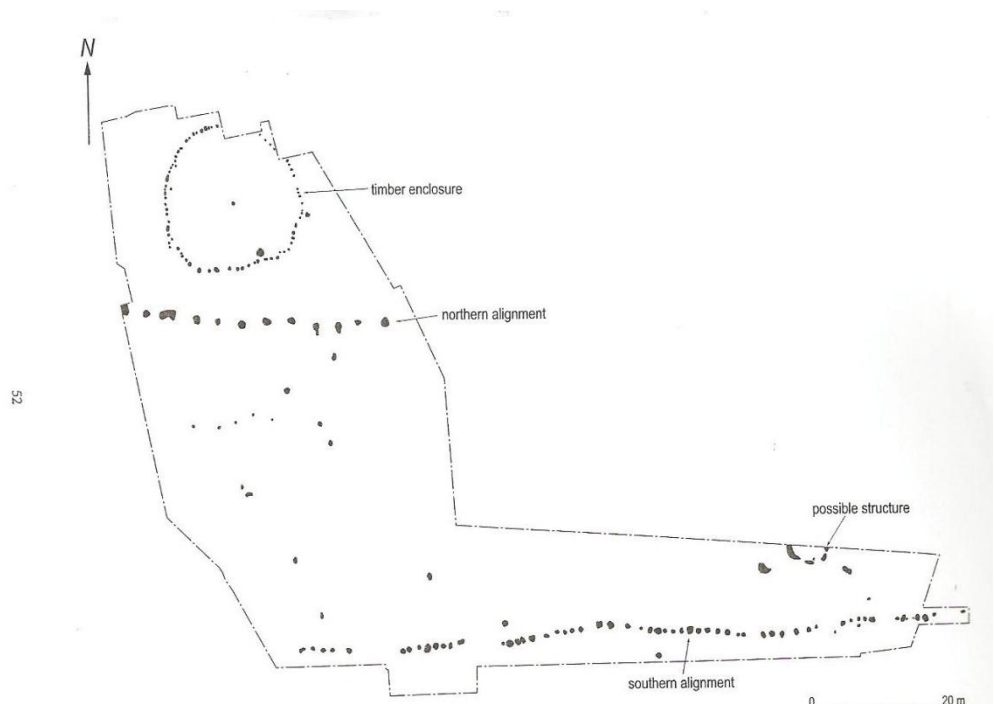 N
timber enclosure
northern alignment
52
possible structure
southern alignment
0 20 m